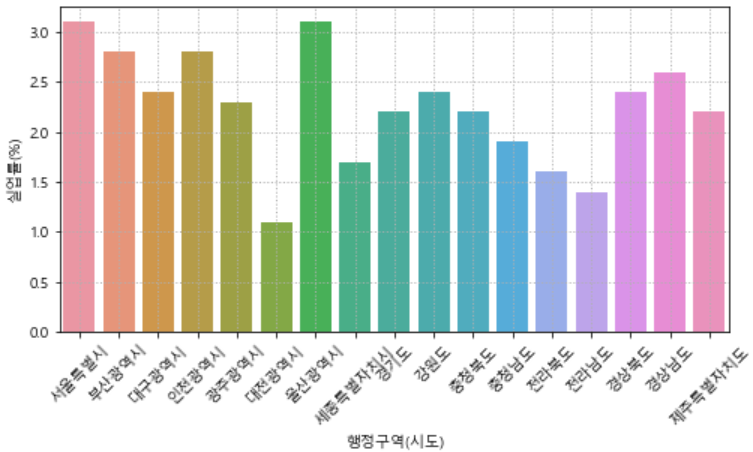 3.0
2.5
2.0
1.5
1.0
0.5
0.0
실업률(%)
서울특별시
부산광역시
대구광역시
인천광역시
광주광역시
대전광역시
울산광역시
세종특별자치시
경기도
강원도
충청북도
충청남도
전라북도
전라남도
경상북도
경상남도
제주특별자치도
행정구역(시도)